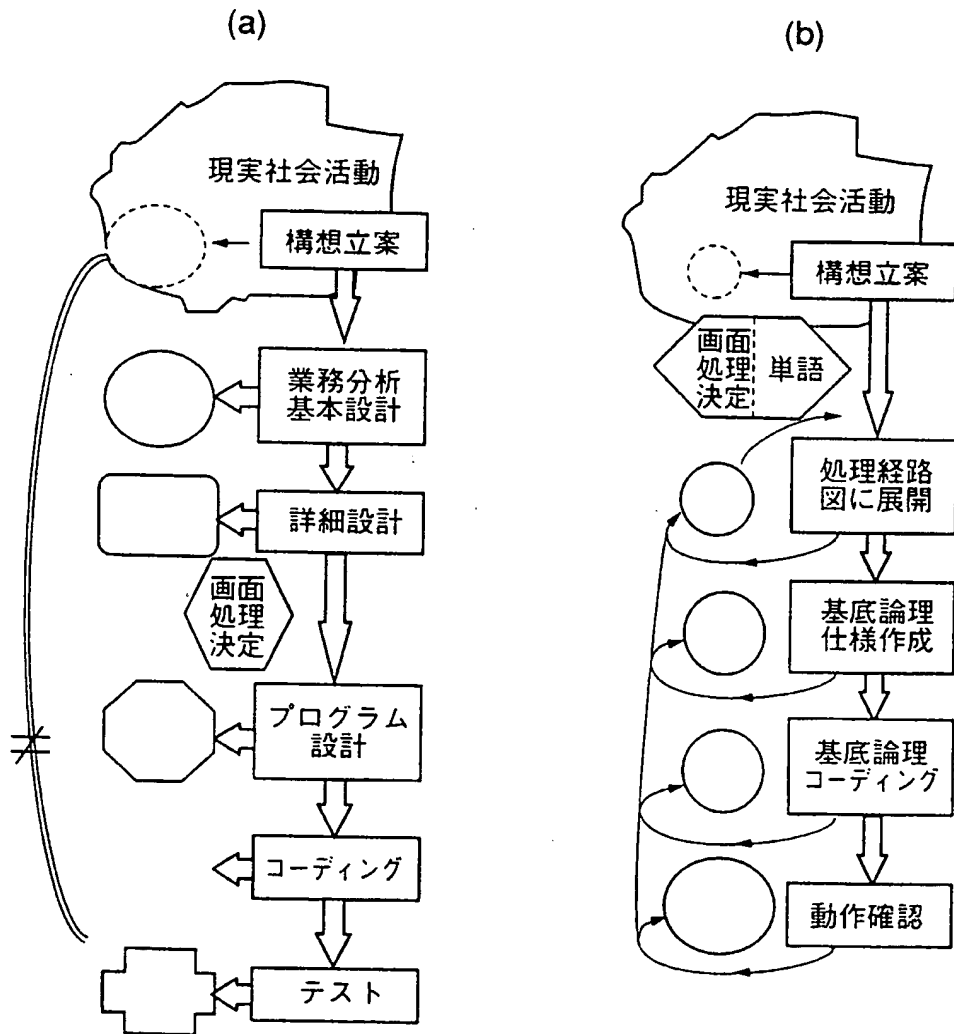 (a)
現実社会活動
構想立案
業務分析
基本設計
詳細設計
画面
処理
決定
プログラム
設計
コーディング
テスト
(b)
現実社会活動
構想立案
画面
処理
決定
単語
処理経路
図に展開
基底論理
仕様作成
基底論理
コーディング
動作確認